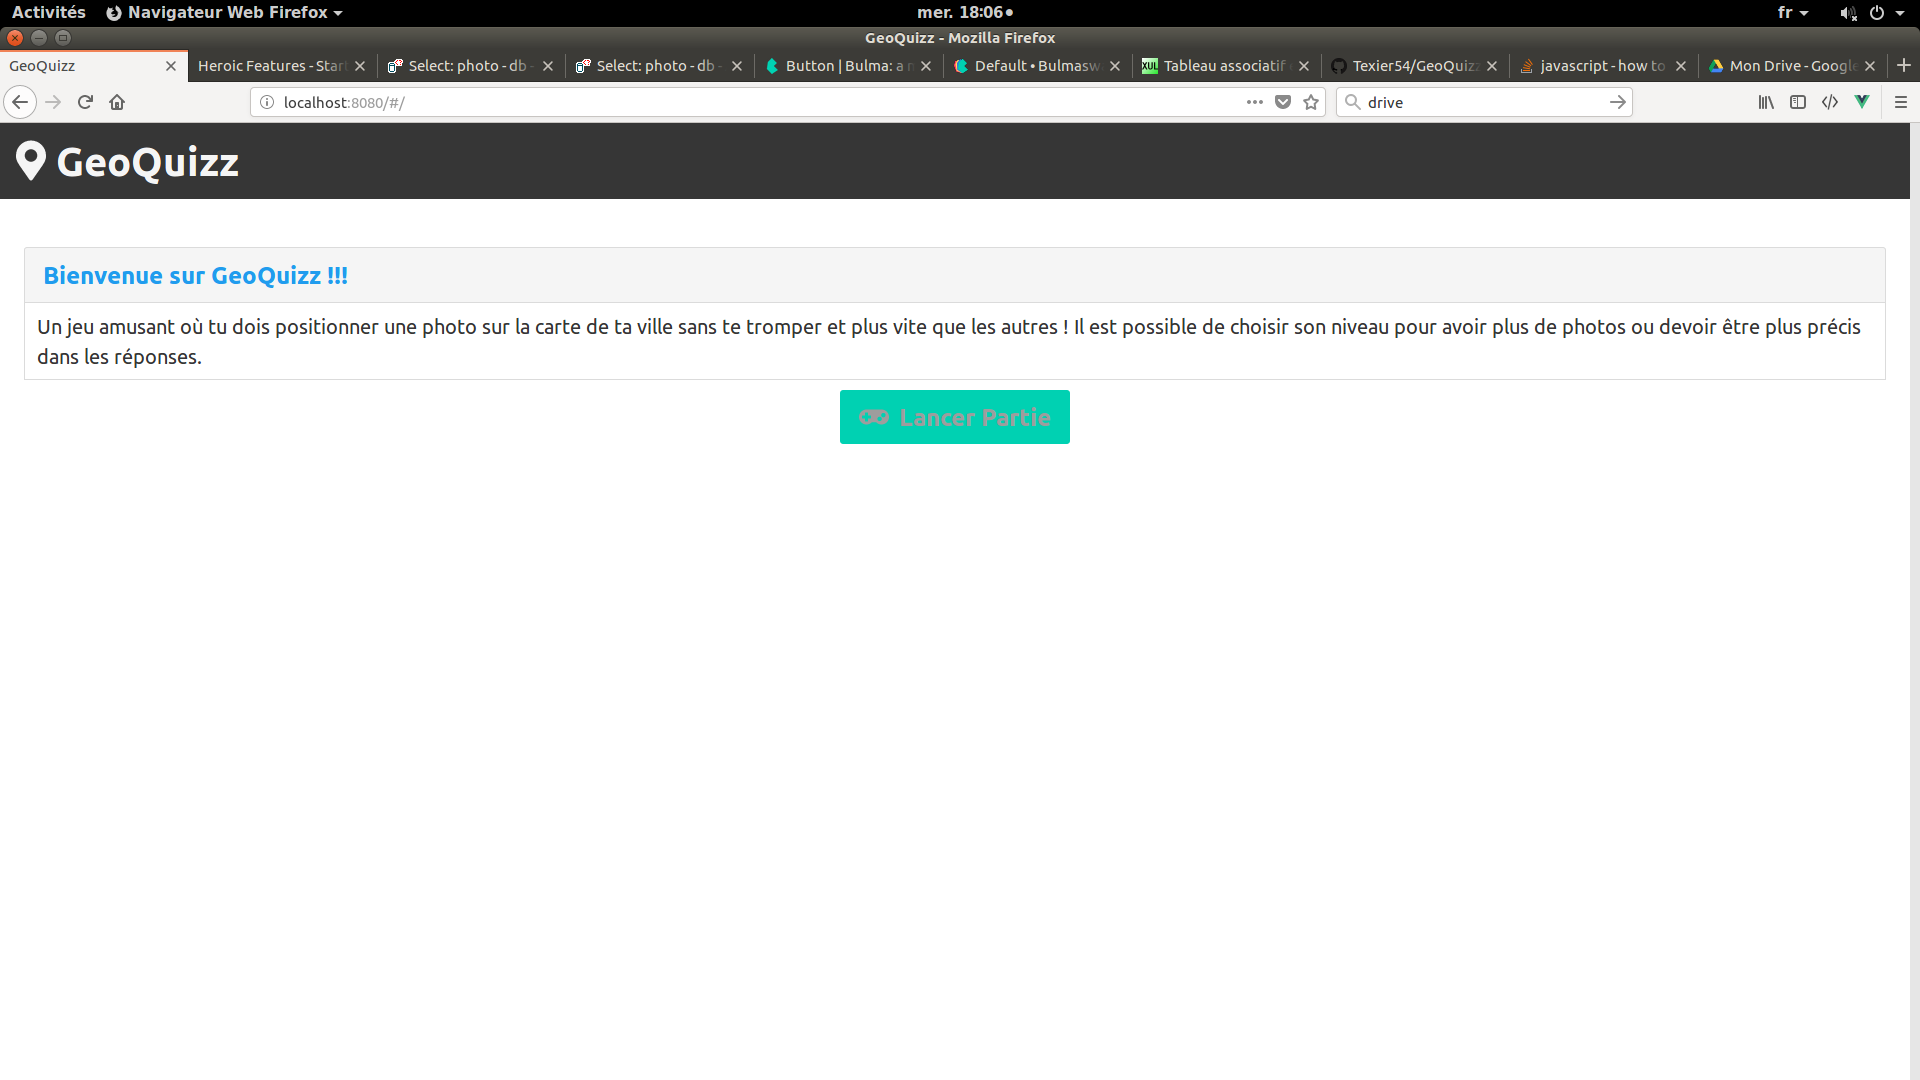 Activités Navigateur Web Firefox mer. 18:06 fr
GeoQuizz - Mozilla Firefox
GeoQuizz Heroic Features - Star Select: photo - db - Select: photo - db - Button | Bulma: a Default • Bulmasw Tableau associatif Texier54/GeoQuizz javascript - how to Mon Drive - Google
localhost:8080/#/ drive
GeoQuizz
Bienvenue sur GeoQuizz !!!
Un jeu amusant où tu dois positionner une photo sur la carte de ta ville sans te tromper et plus vite que les autres ! Il est possible de choisir son niveau pour avoir plus de photos ou devoir être plus précis
dans les réponses.
Lancer Partie